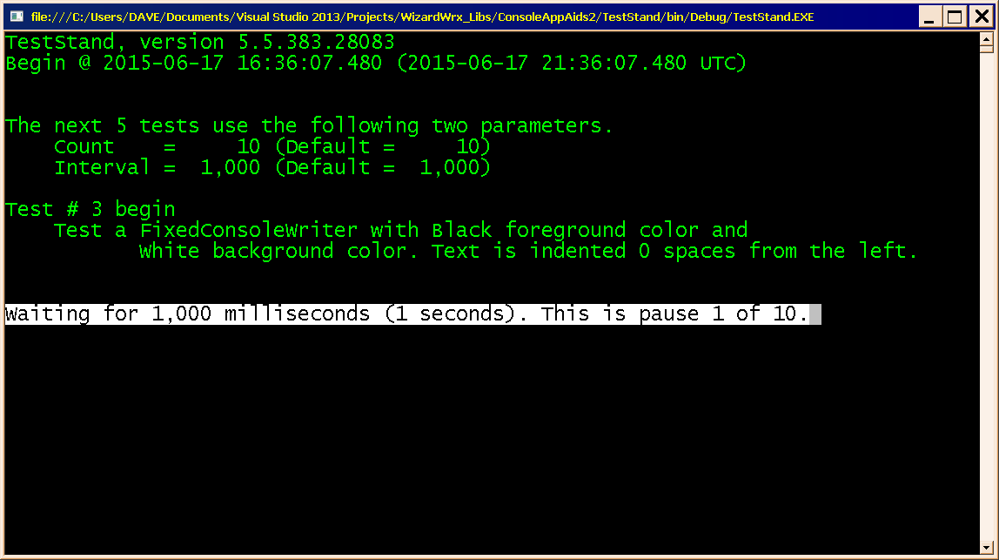 file:///C:/Users/DAVE/Documents/Visual Studio 2013/Projects/WizardWrx_Libs/ConsoleAppAids2/TestStand/bin/Debug/TestStand.EXE
TestStand, version 5.5.383.28083
Begin @ 2015-06-17 16:36:07.480 (2015-06-17 21:36:07.480 UTC)
The next 5 tests use the following two parameters.
    Count    =     10 (Default =     10)
    Interval =  1,000 (Default =  1,000)
Test # 3 begin
    Test a FixedConsoleWriter with Black foreground color and
           White background color. Text is indented 0 spaces from the left.
Waiting for 1,000 milliseconds (1 seconds). This is pause 1 of 10.